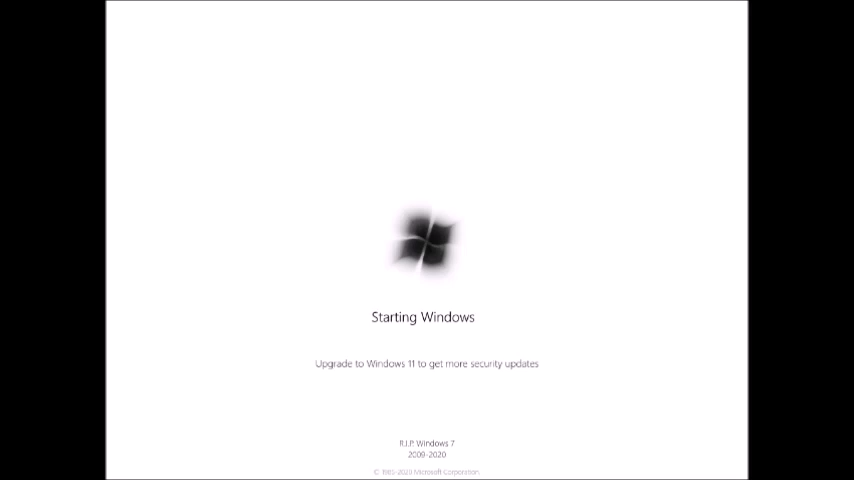 Starting Windows
Upgrade to Windows 11 to get more security updates
R.I.P. Windows 7
2009-2020
© 1985-2020 Microsoft Corporation.